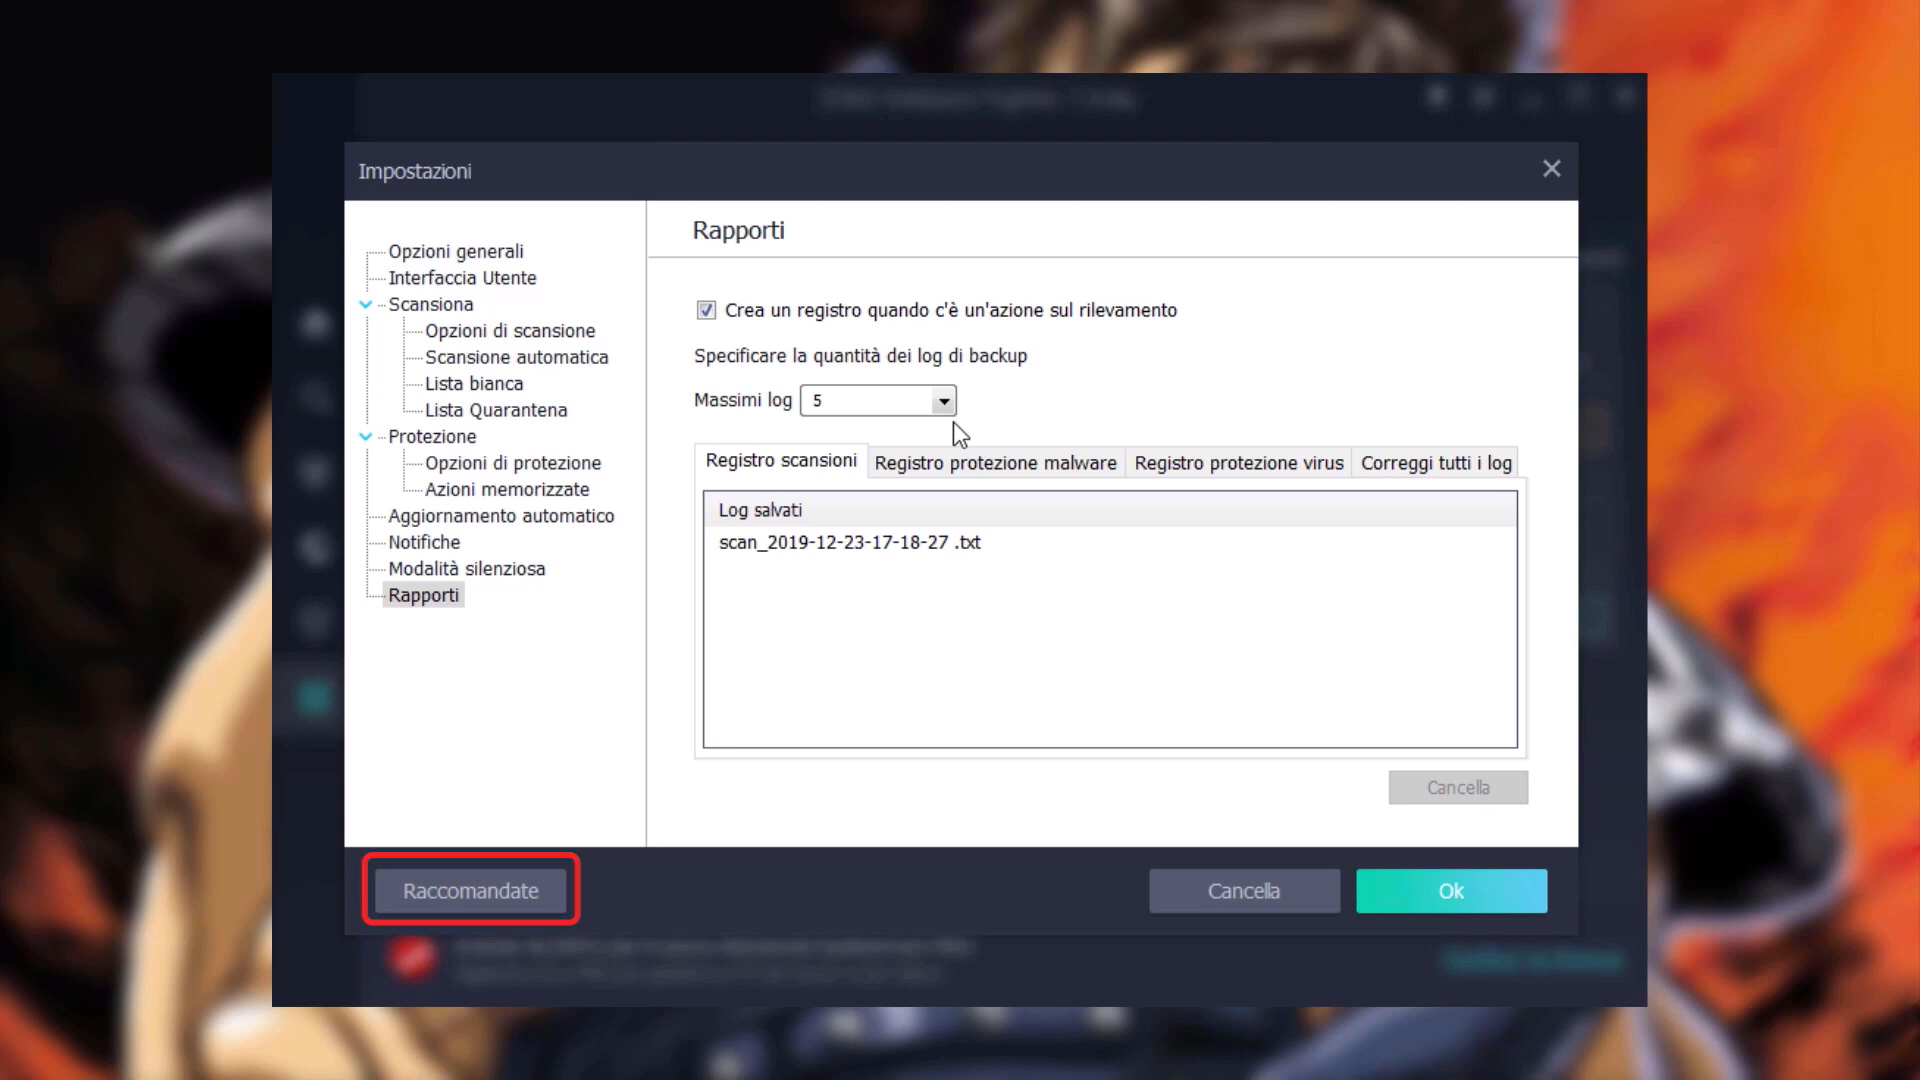 Impostazioni
Opzioni generali
Interfaccia Utente
Scansiona
Opzioni di scansione
Scansione automatica
Lista bianca
Lista Quarantena
Protezione
Opzioni di protezione
Azioni memorizzate
Aggiornamento automatico
Notifiche
Modalità silenziosa
Rapporti
Rapporti
Crea un registro quando c'è un'azione sul rilevamento
Specificare la quantità dei log di backup
Massimi log 5
Registro scansioni Registro protezione malware Registro protezione virus Correggi tutti i log
Log salvati
scan_2019-12-23-17-18-27 .txt
Cancella
Raccomandate Cancella Ok